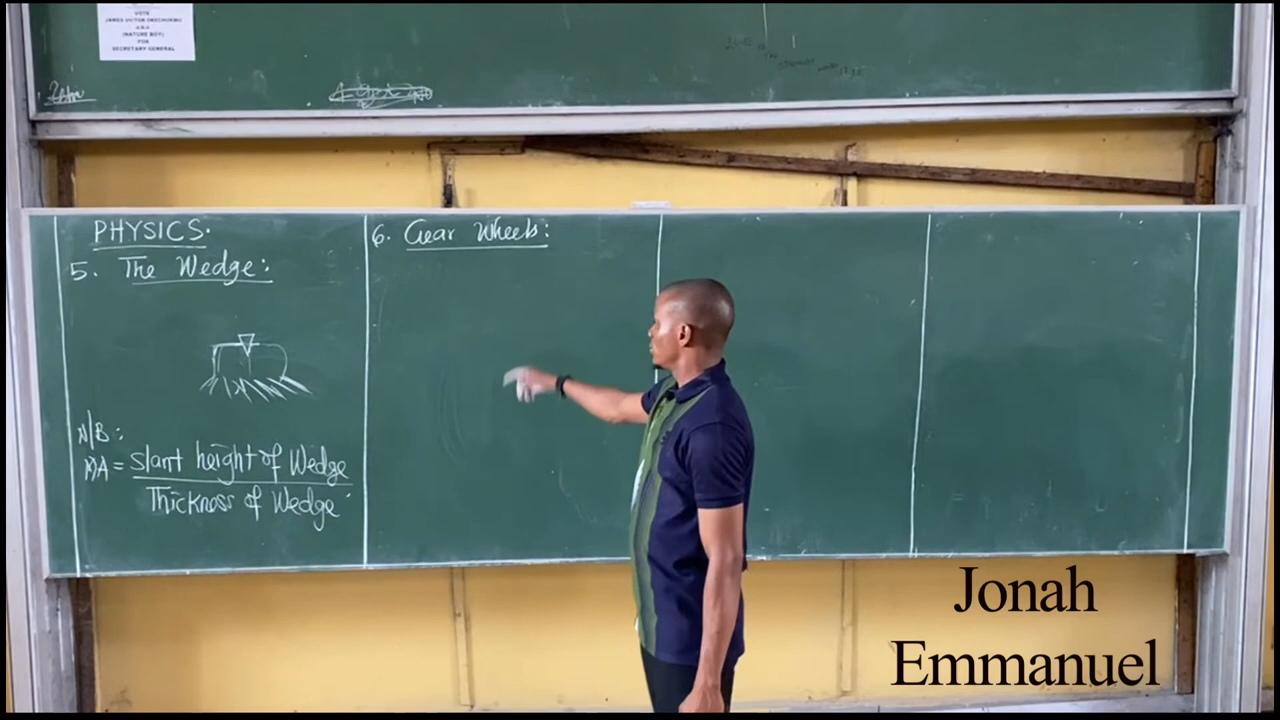 VOTE
JAMES VICTOR OKECHUKWU
A.K.A
(NATURE BOY)
FOR
SECRETARY GENERAL
PHYSICS.
5. The Wedge:
N/B:
MA = Slant height of Wedge
Thickness of Wedge
6. Gear Wheels:
Jonah
Emmanuel